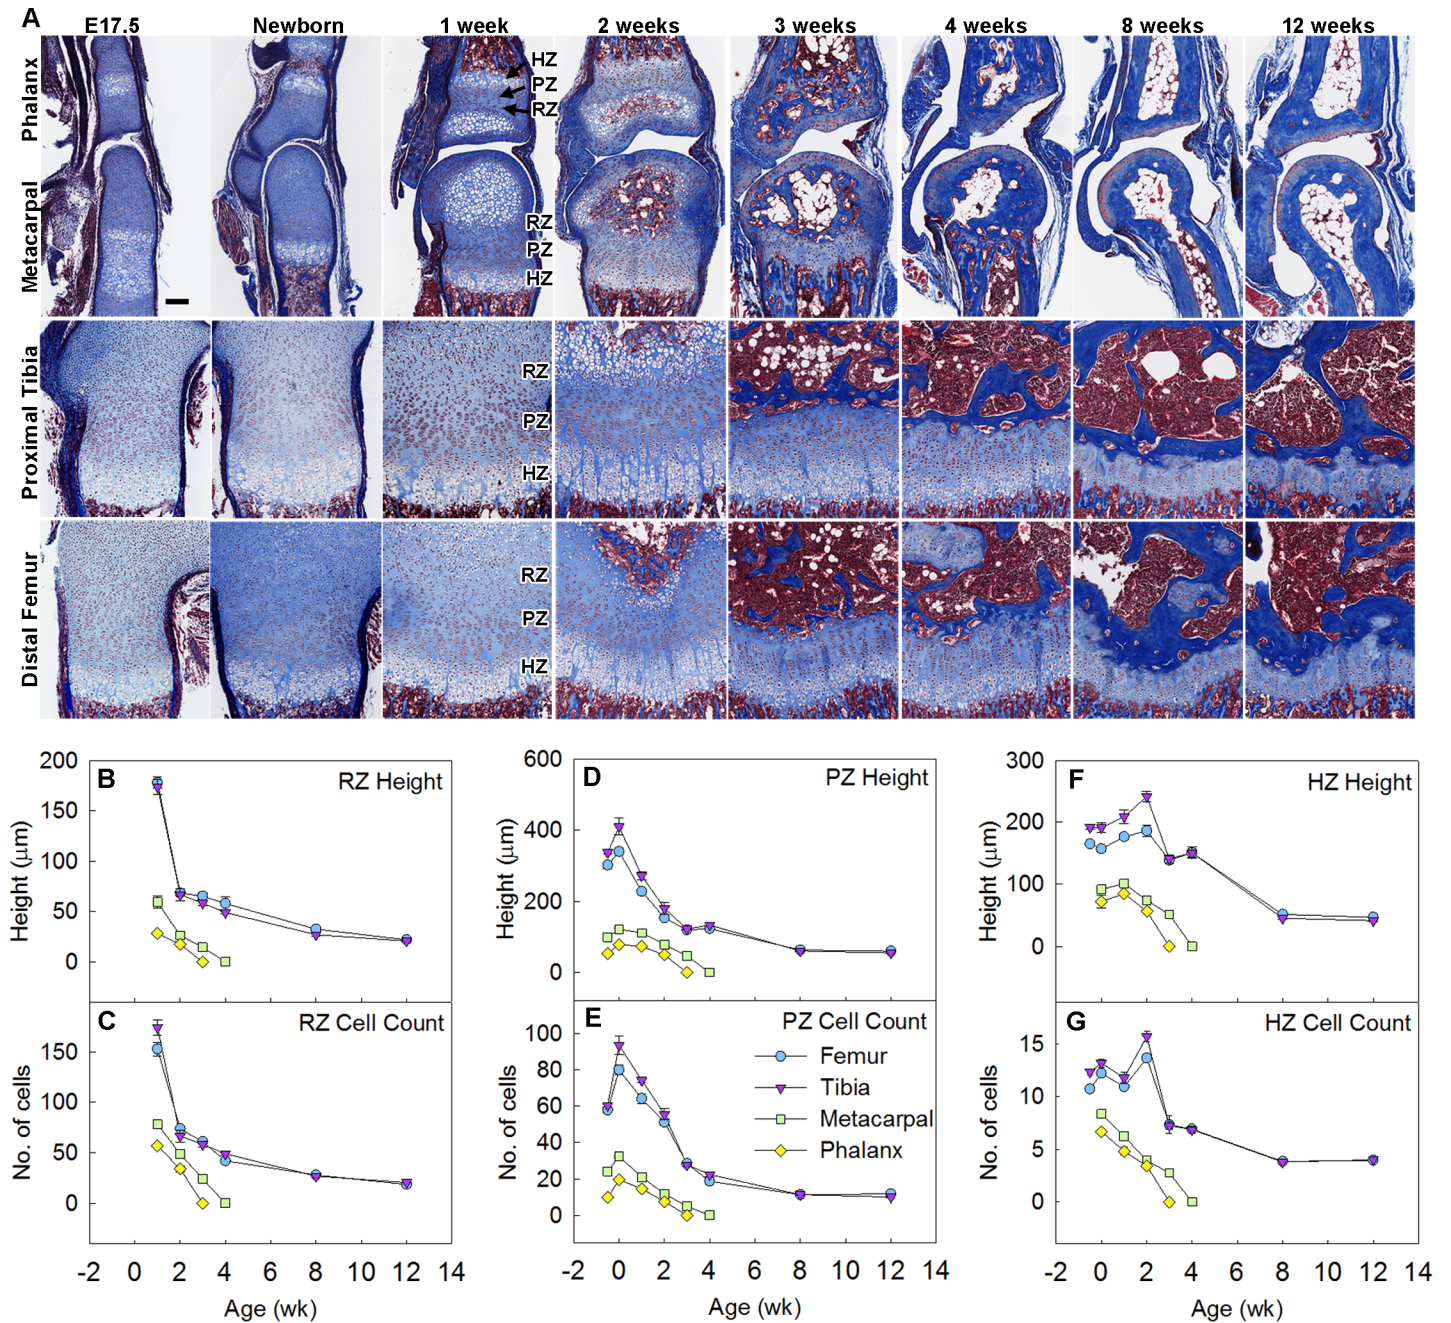 A
E17.5 Newborn 1 week 2 weeks 3 weeks 4 weeks 8 weeks 12 weeks
Phalanx
HZ
PZ
RZ
Metacarpal
RZ
PZ
HZ
Proximal Tibia
RZ
PZ
HZ
Distal Femur
RZ
PZ
HZ
B RZ Height
200
150
100
50
0
Height (μm)
C RZ Cell Count
150
100
50
0
No. of cells
-2 0 2 4 6 8 10 12 14
Age (wk)
D PZ Height
600
400
200
0
Height (μm)
E PZ Cell Count
100
80
60
40
20
0
No. of cells
Femur
Tibia
Metacarpal
Phalanx
-2 0 2 4 6 8 10 12 14
Age (wk)
F HZ Height
300
200
100
0
Height (μm)
G HZ Cell Count
15
10
5
0
No. of cells
-2 0 2 4 6 8 10 12 14
Age (wk)